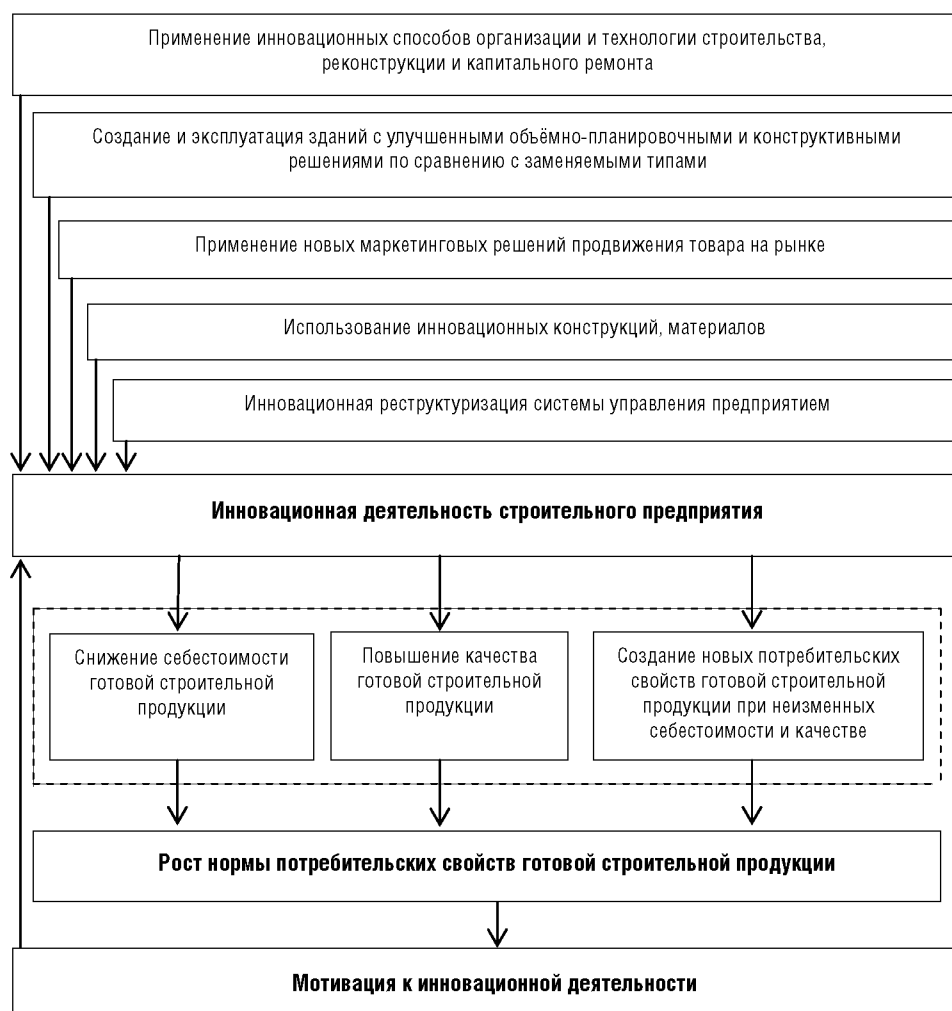 Применение инновационных способов организации и технологии строительства,
реконструкции и капитального ремонта
Создание и эксплуатация зданий с улучшенными объёмно-планировочными и конструктивными
решениями по сравнению с заменяемыми типами
Применение новых маркетинговых решений продвижения товара на рынке
Использование инновационных конструкций, материалов
Инновационная реструктуризация системы управления предприятием
Инновационная деятельность строительного предприятия
Снижение себестоимости
готовой строительной
продукции
Повышение качества
готовой строительной
продукции
Создание новых потребительских
свойств готовой строительной
продукции при неизменных
себестоимости и качестве
Рост нормы потребительских свойств готовой строительной продукции
Мотивация к инновационной деятельности